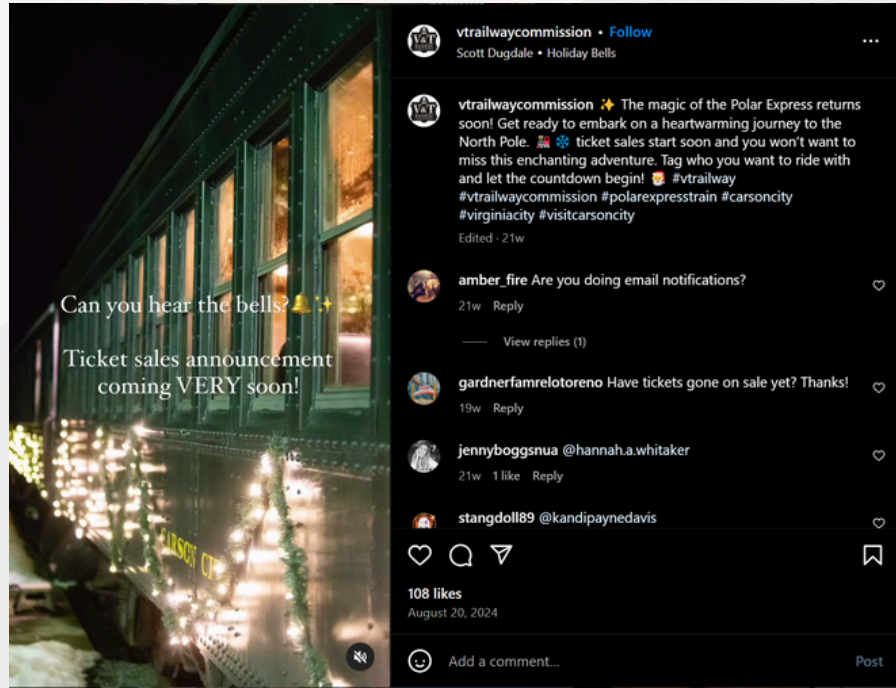 Can you hear the bells?🔔✨
Ticket sales announcement
coming VERY soon!
CARSON CI
V&T
vtrailwaycommission • Follow
Scott Dugdale • Holiday Bells
V&T
vtrailwaycommission ✨ The magic of the Polar Express returns
soon! Get ready to embark on a heartwarming journey to the
North Pole. 🚂 ❄️ ticket sales start soon and you won't want to
miss this enchanting adventure. Tag who you want to ride with
and let the countdown begin! 🎅 #vtrailway
#vtrailwaycommission #polarexpresstrain #carsoncity
#virginiacity #visitcarsoncity
Edited · 21w
amber_fire Are you doing email notifications?
21w Reply
View replies (1)
gardnerfamrelotoreno Have tickets gone on sale yet? Thanks!
19w Reply
jennyboggsnua @hannah.a.whitaker
21w 1 like Reply
stangdoll89 @kandipaynedavis
108 likes
August 20, 2024
Add a comment... Post